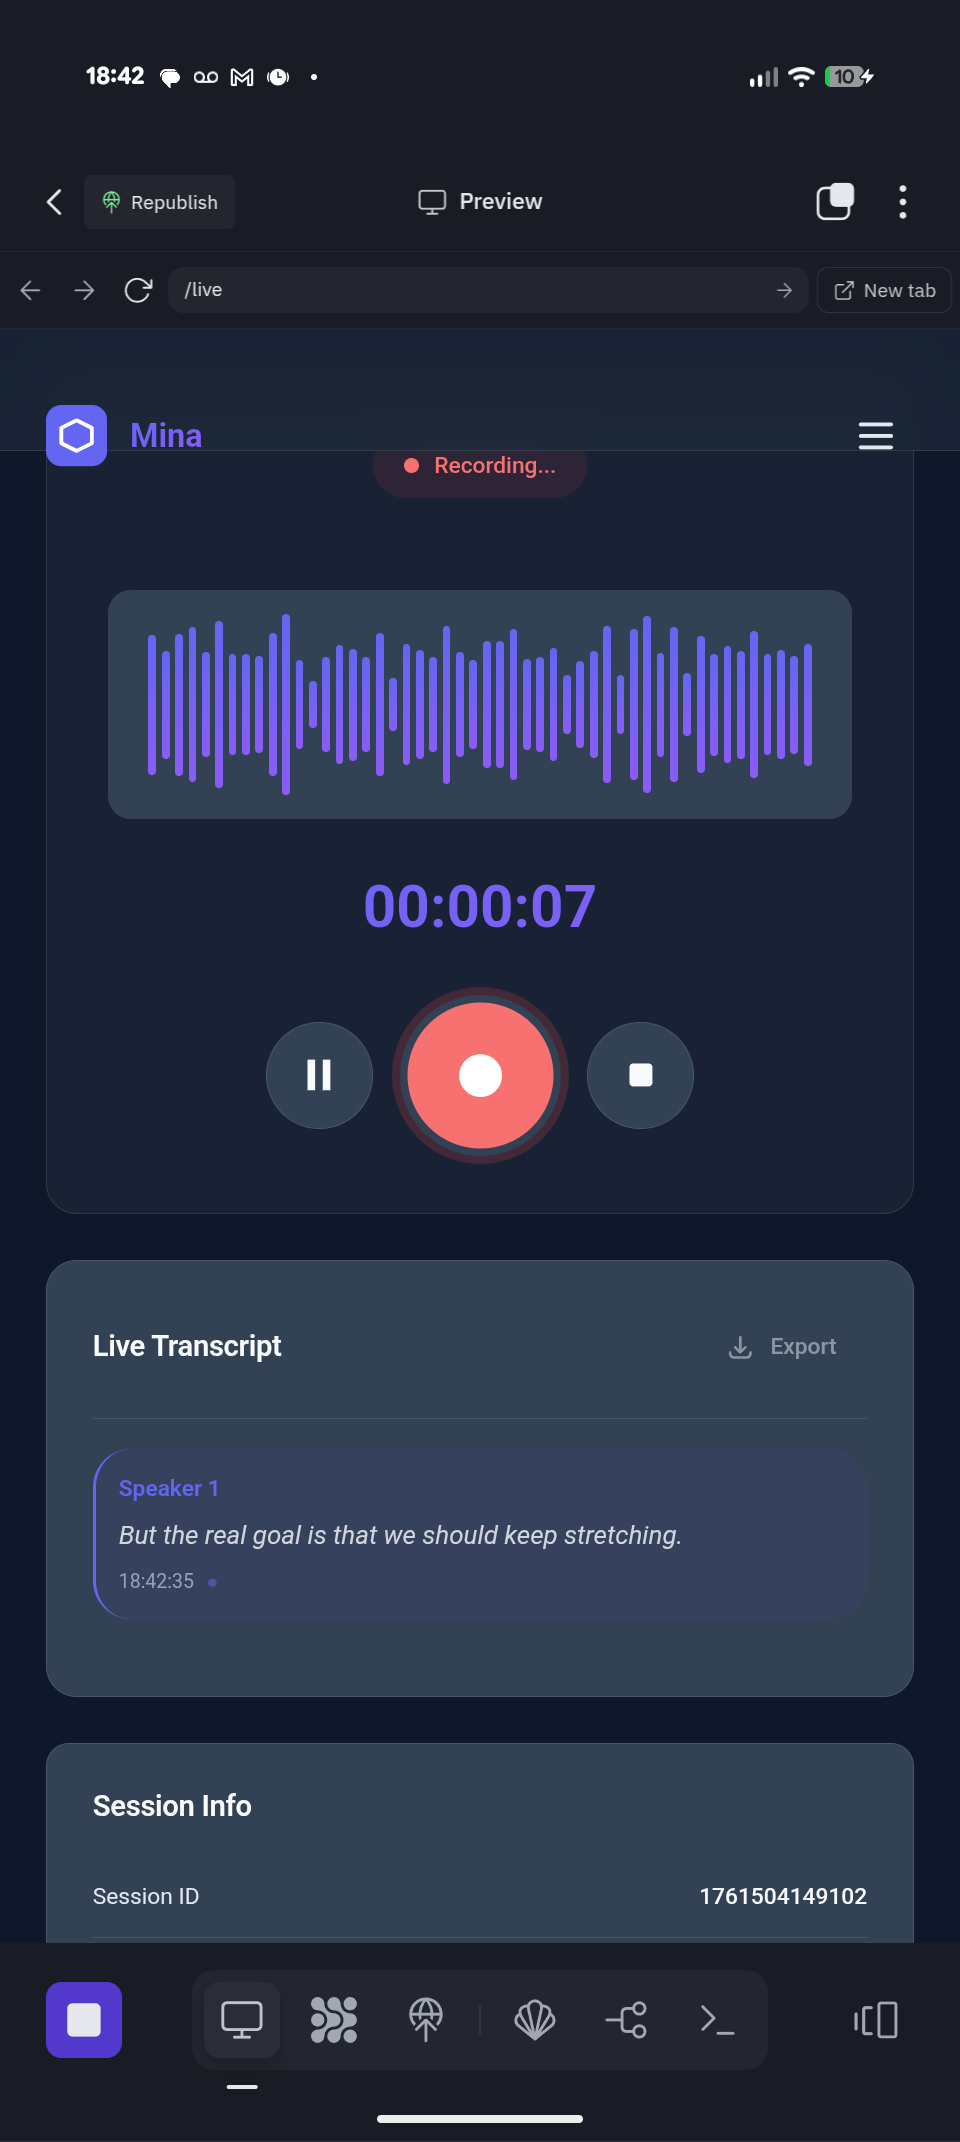 18:42
10
Republish
Preview
/live
New tab
Mina
Recording...
00:00:07
Live Transcript
Export
Speaker 1
But the real goal is that we should keep stretching.
18:42:35
Session Info
Session ID
1761504149102